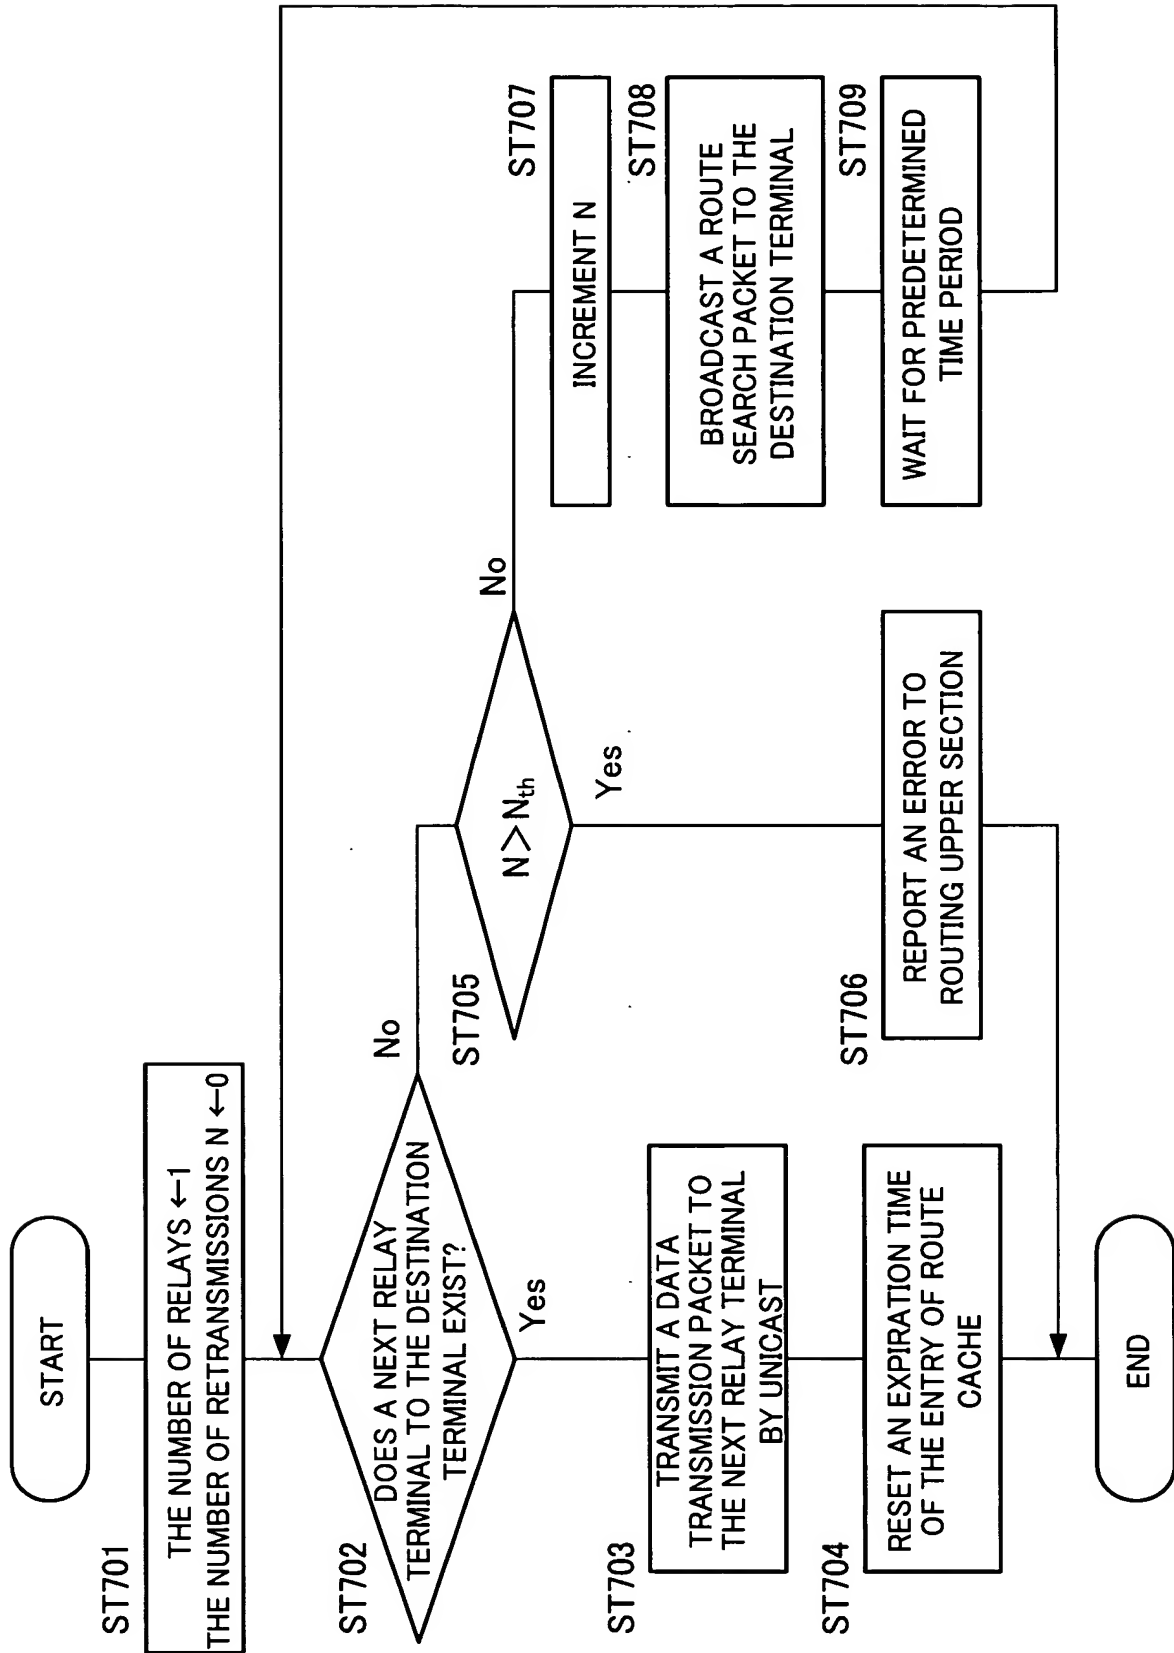 START
ST701
THE NUMBER OF RELAYS ←1
THE NUMBER OF RETRANSMISSIONS N ←0
ST702
DOES A NEXT RELAY
TERMINAL TO THE DESTINATION
TERMINAL EXIST?
No
Yes
ST703
TRANSMIT A DATA
TRANSMISSION PACKET TO
THE NEXT RELAY TERMINAL
BY UNICAST
ST704
RESET AN EXPIRATION TIME
OF THE ENTRY OF ROUTE
CACHE
END
ST705
N>Nth
No
Yes
ST706
REPORT AN ERROR TO
ROUTING UPPER SECTION
ST707
INCREMENT N
ST708
BROADCAST A ROUTE
SEARCH PACKET TO THE
DESTINATION TERMINAL
ST709
WAIT FOR PREDETERMINED
TIME PERIOD